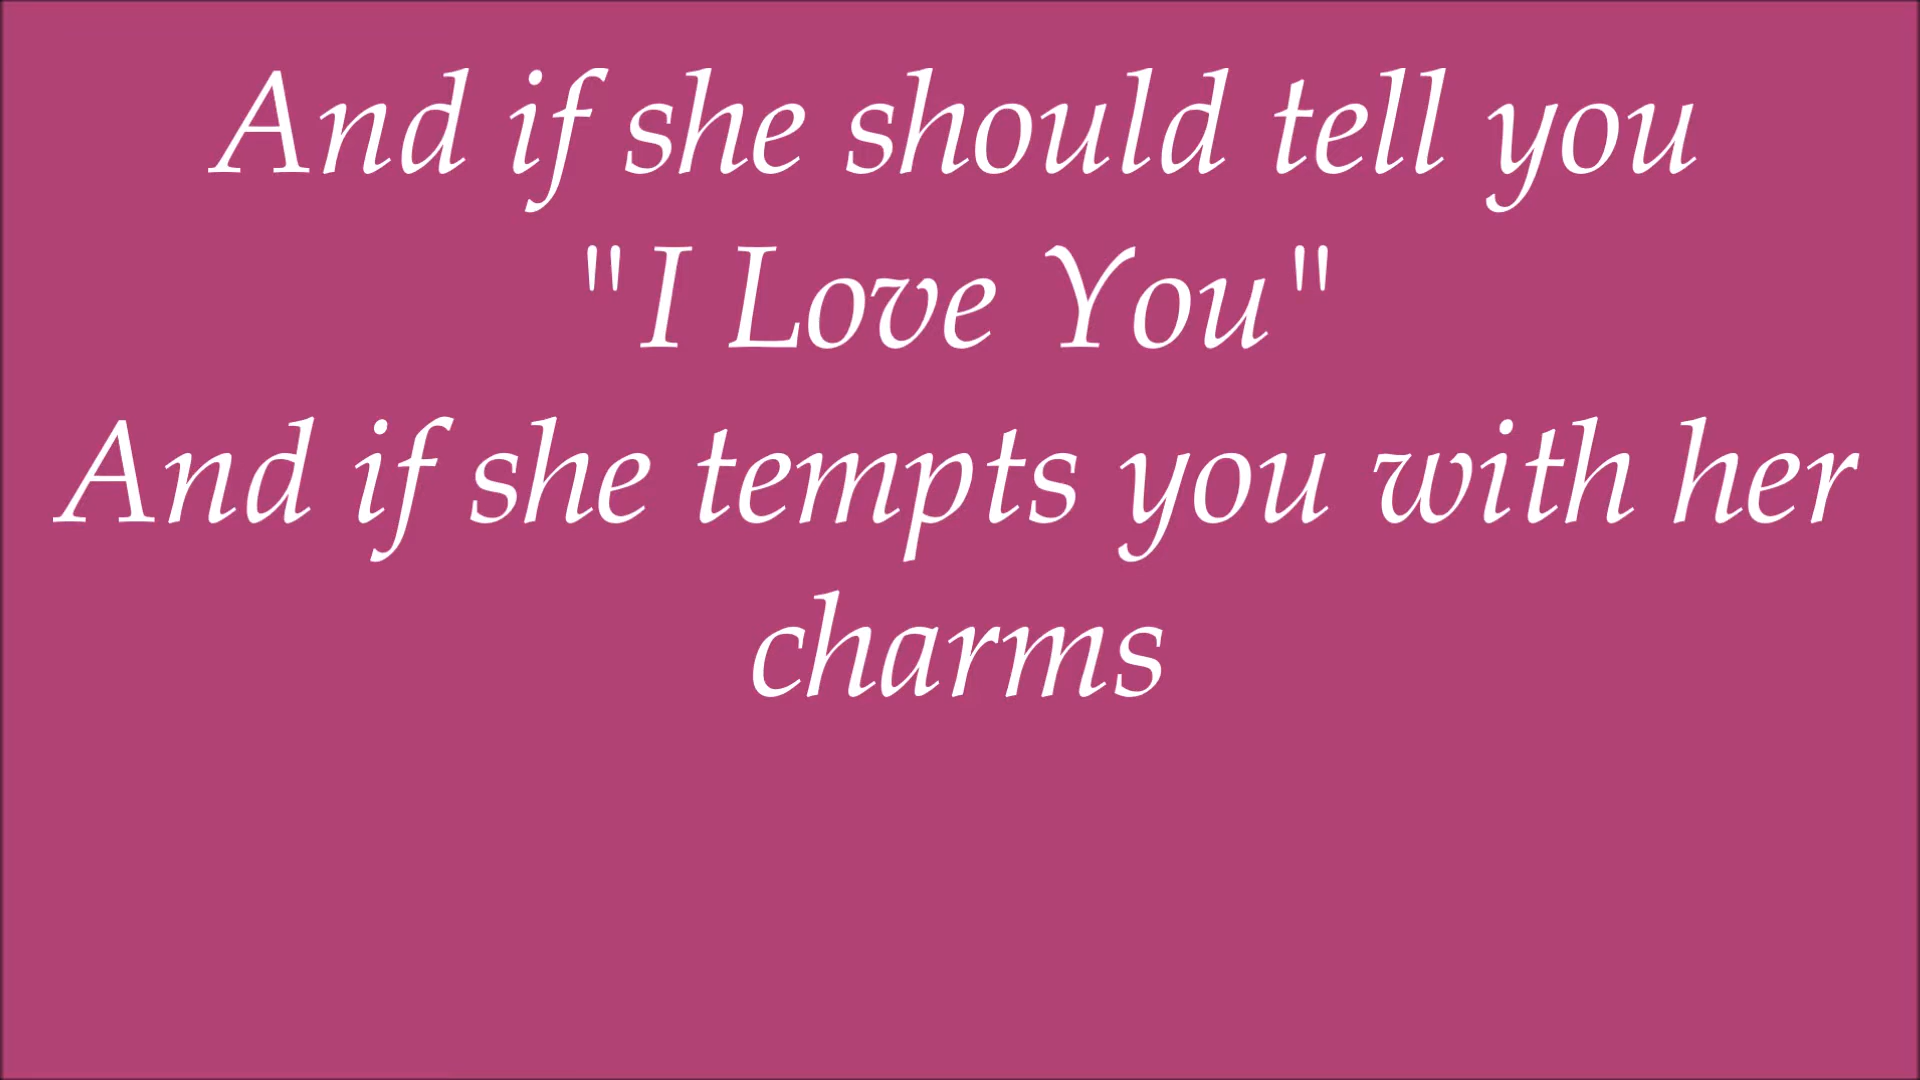 And if she should tell you
"I Love You"
And if she tempts you with her
charms